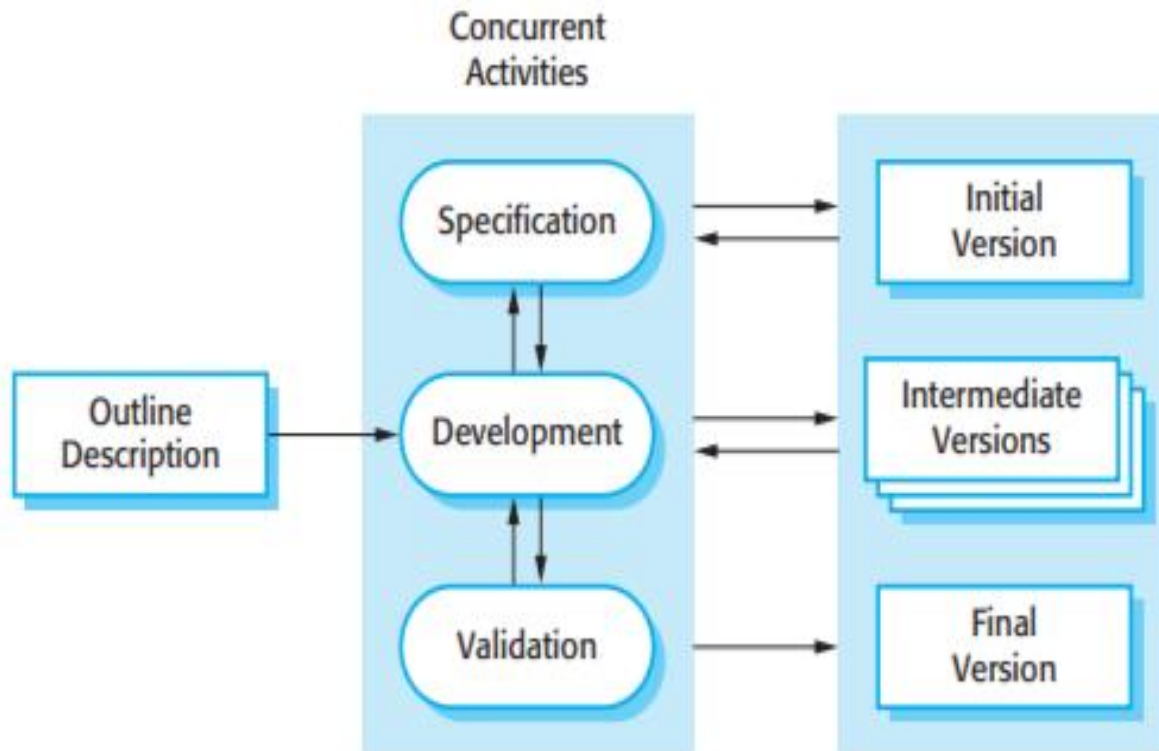 Concurrent
Activities
Specification
Initial
Version
Outline
Description
Development
Intermediate
Versions
Validation
Final
Version